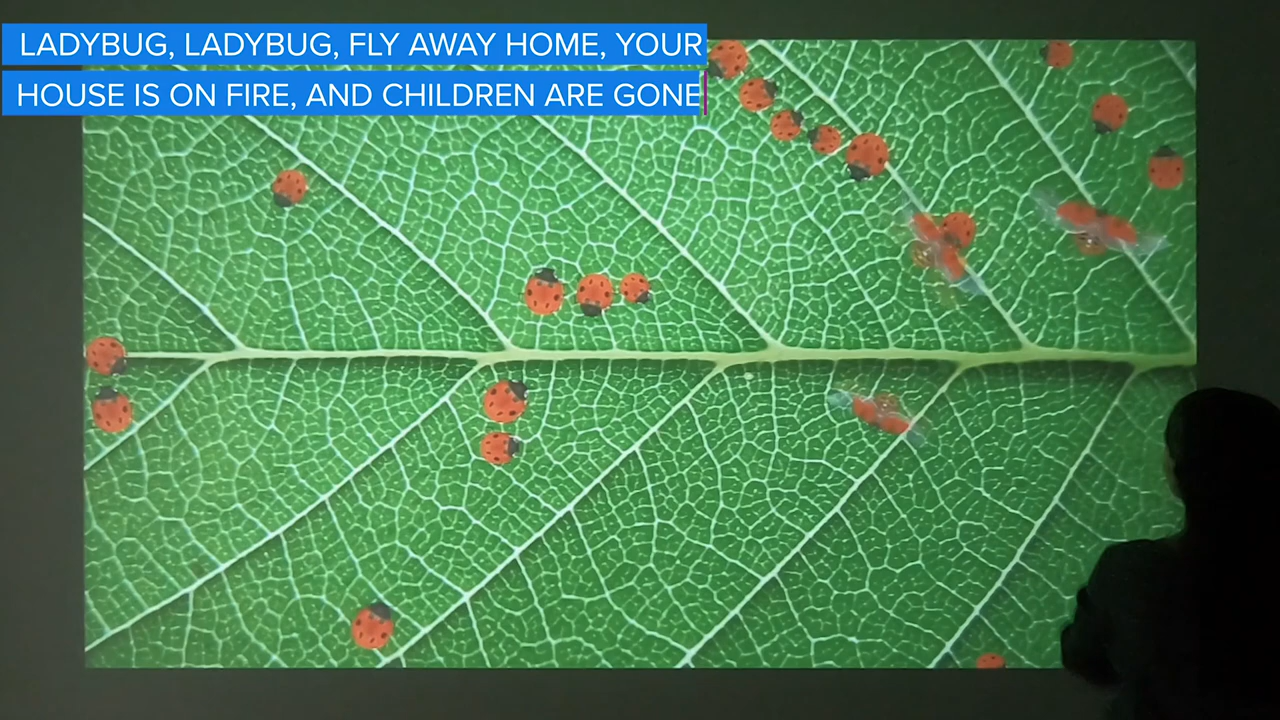 LADYBUG, LADYBUG, FLY AWAY HOME, YOUR
HOUSE IS ON FIRE, AND CHILDREN ARE GONE